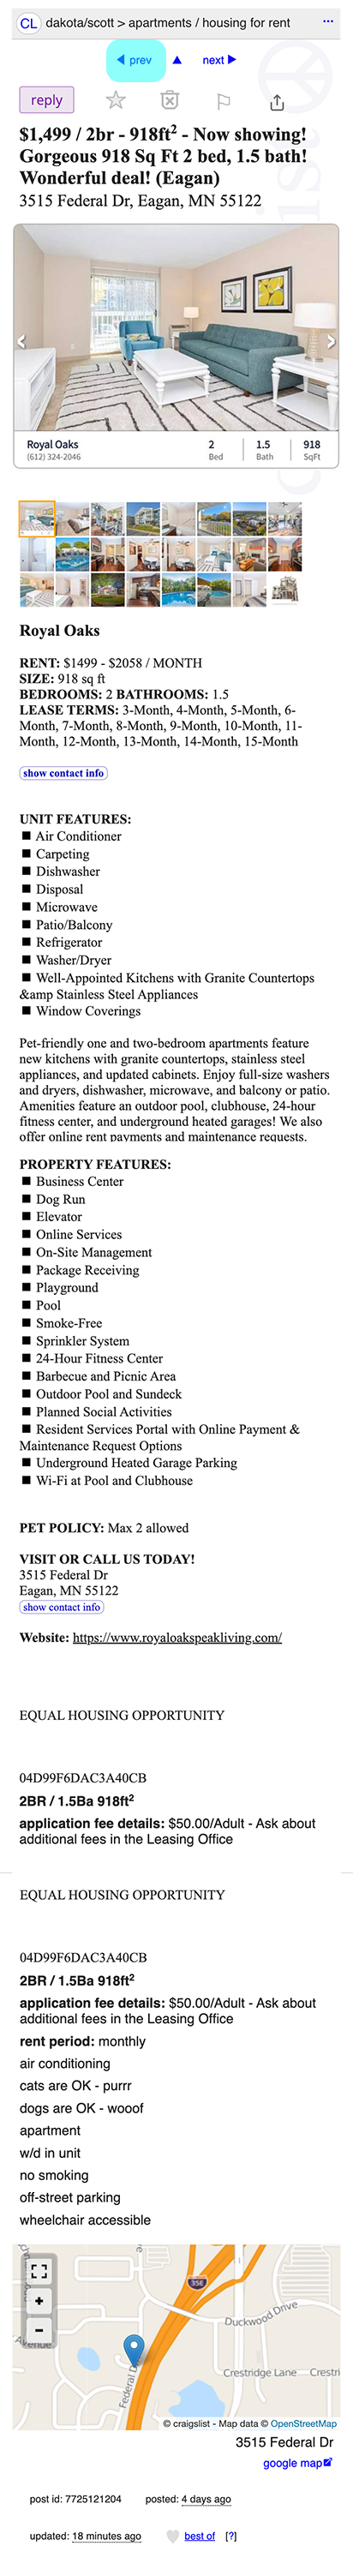 CL dakota/scott > apartments / housing for rent ...
◀ prev ▲ next ▶
reply
$1,499 / 2br - 918ft² - Now showing!
Gorgeous 918 Sq Ft 2 bed, 1.5 bath!
Wonderful deal! (Eagan)
3515 Federal Dr, Eagan, MN 55122
Royal Oaks 2 1.5 918
(612) 324-2046 Bed Bath SqFt
Royal Oaks
RENT: $1499 - $2058 / MONTH
SIZE: 918 sq ft
BEDROOMS: 2 BATHROOMS: 1.5
LEASE TERMS: 3-Month, 4-Month, 5-Month, 6-
Month, 7-Month, 8-Month, 9-Month, 10-Month, 11-
Month, 12-Month, 13-Month, 14-Month, 15-Month
show contact info
UNIT FEATURES:
■ Air Conditioner
■ Carpeting
■ Dishwasher
■ Disposal
■ Microwave
■ Patio/Balcony
■ Refrigerator
■ Washer/Dryer
■ Well-Appointed Kitchens with Granite Countertops
&amp Stainless Steel Appliances
■ Window Coverings
Pet-friendly one and two-bedroom apartments feature
new kitchens with granite countertops, stainless steel
appliances, and updated cabinets. Enjoy full-size washers
and dryers, dishwasher, microwave, and balcony or patio.
Amenities feature an outdoor pool, clubhouse, 24-hour
fitness center, and underground heated garages! We also
offer online rent payments and maintenance requests.
PROPERTY FEATURES:
■ Business Center
■ Dog Run
■ Elevator
■ Online Services
■ On-Site Management
■ Package Receiving
■ Playground
■ Pool
■ Smoke-Free
■ Sprinkler System
■ 24-Hour Fitness Center
■ Barbecue and Picnic Area
■ Outdoor Pool and Sundeck
■ Planned Social Activities
■ Resident Services Portal with Online Payment &
Maintenance Request Options
■ Underground Heated Garage Parking
■ Wi-Fi at Pool and Clubhouse
PET POLICY: Max 2 allowed
VISIT OR CALL US TODAY!
3515 Federal Dr
Eagan, MN 55122
show contact info
Website: https://www.royaloakspeakliving.com/
EQUAL HOUSING OPPORTUNITY
04D99F6DAC3A40CB
2BR / 1.5Ba 918ft²
application fee details: $50.00/Adult - Ask about
additional fees in the Leasing Office
EQUAL HOUSING OPPORTUNITY
04D99F6DAC3A40CB
2BR / 1.5Ba 918ft²
application fee details: $50.00/Adult - Ask about
additional fees in the Leasing Office
rent period: monthly
air conditioning
cats are OK - purrr
dogs are OK - wooof
apartment
w/d in unit
no smoking
off-street parking
wheelchair accessible
35E
Duckwood Drive
Avenue
Crestridge Lane Crestri
Federal D
© craigslist - Map data © OpenStreetMap
3515 Federal Dr
google map
post id: 7725121204 posted: 4 days ago
updated: 18 minutes ago best of [?]